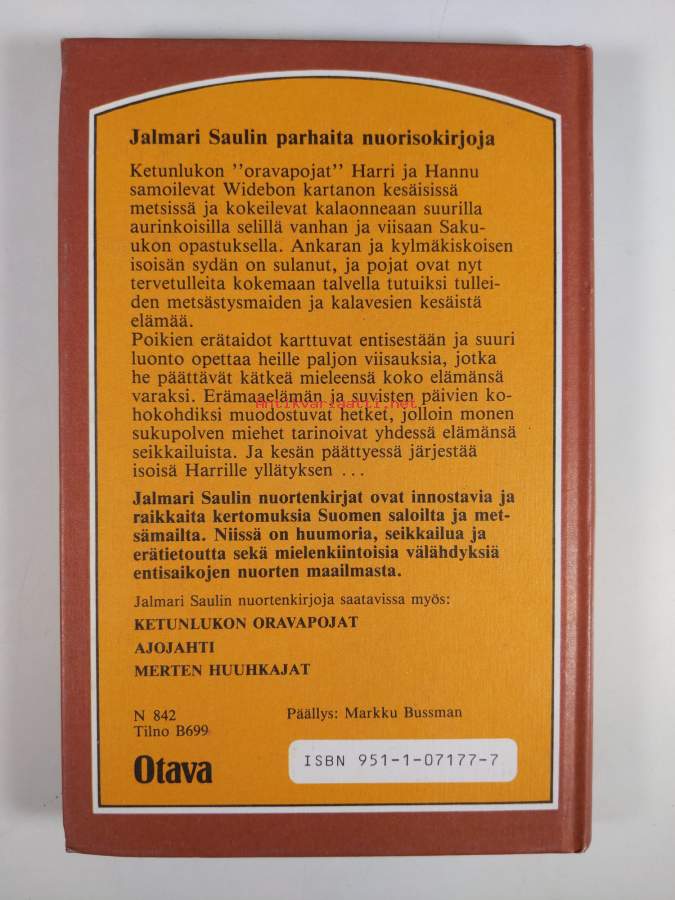 Jalmari Saulin parhaita nuorisokirjoja
Ketunlukon ”oravapojat” Harri ja Hannu
samoilevat Widebon kartanon kesäisissä
metsissä ja kokeilevat kalaonneaan suurilla
aurinkoisilla selillä vanhan ja viisaan Saku-
ukon opastuksella. Ankaran ja kylmäkiskoisen
isoisän sydän on sulanut, ja pojat ovat nyt
tervetulleita kokemaan talvella tutuiksi tullei-
den metsästysmaiden ja kalavesien kesäistä
elämää.
Poikien erätaidot karttuvat entisestään ja suuri
luonto opettaa heille paljon viisauksia, jotka
he päättävät kätkeä mieleensä koko elämänsä
varaksi. Erämaaelämän ja suvisten päivien ko-
Antikvariaatti.net
hokohdiksi muodostuvat hetket, jolloin monen
sukupolven miehet tarinoivat yhdessä elämänsä
seikkailuista. Ja kesän päättyessä järjestää
isoisä Harrille yllätyksen ...
Jalmari Saulin nuortenkirjat ovat innostavia ja
raikkaita kertomuksia Suomen saloilta ja met-
sämailta. Niissä on huumoria, seikkailua ja
erätietoutta sekä mielenkiintoisia välähdyksiä
entisaikojen nuorten maailmasta.
Jalmari Saulin nuortenkirjoja saatavissa myös:
KETUNLUKON ORAVAPOJAT
AJOJAHTI
MERTEN HUUHKAJAT
N 842
Päällys: Markku Bussman
Tilno B699
Otava
ISBN 951-1-07177-7